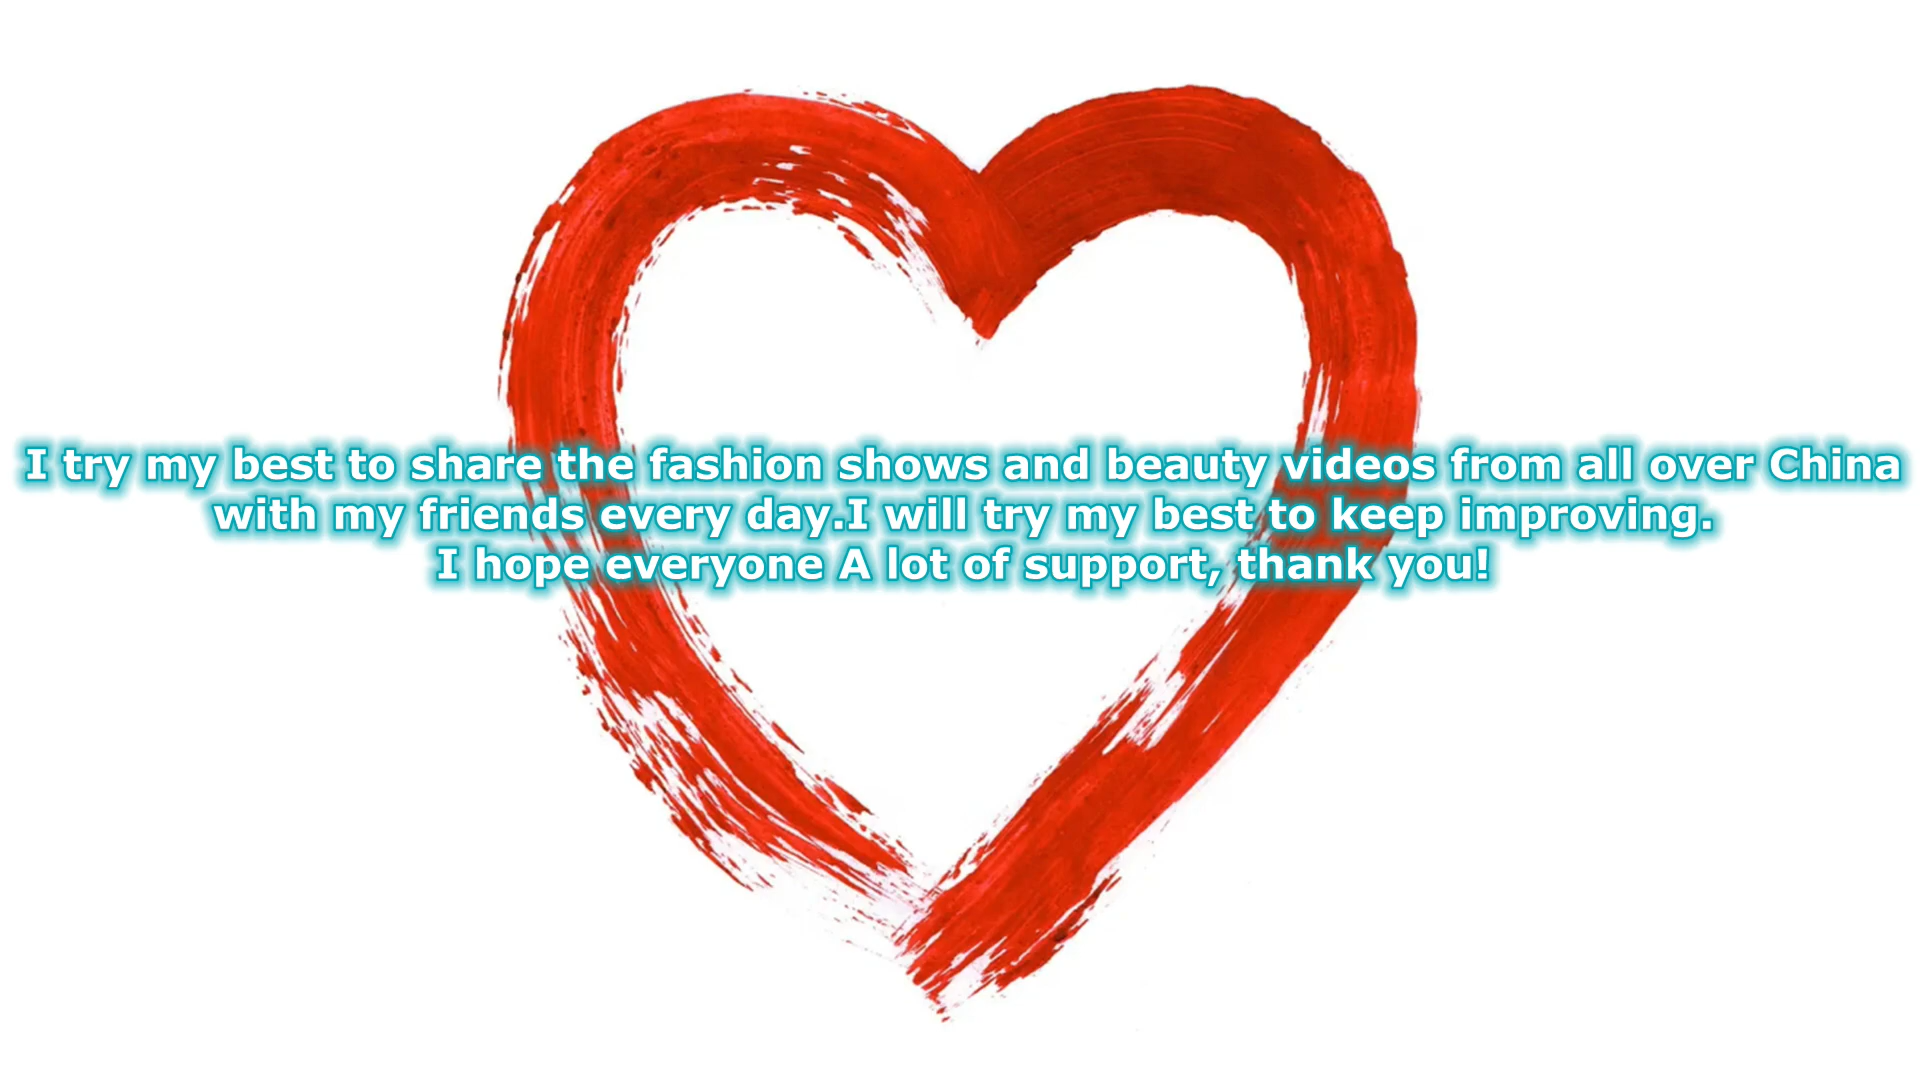 I try my best to share the fashion shows and beauty videos from all over China
with my friends every day.I will try my best to keep improving.
I hope everyone A lot of support, thank you!